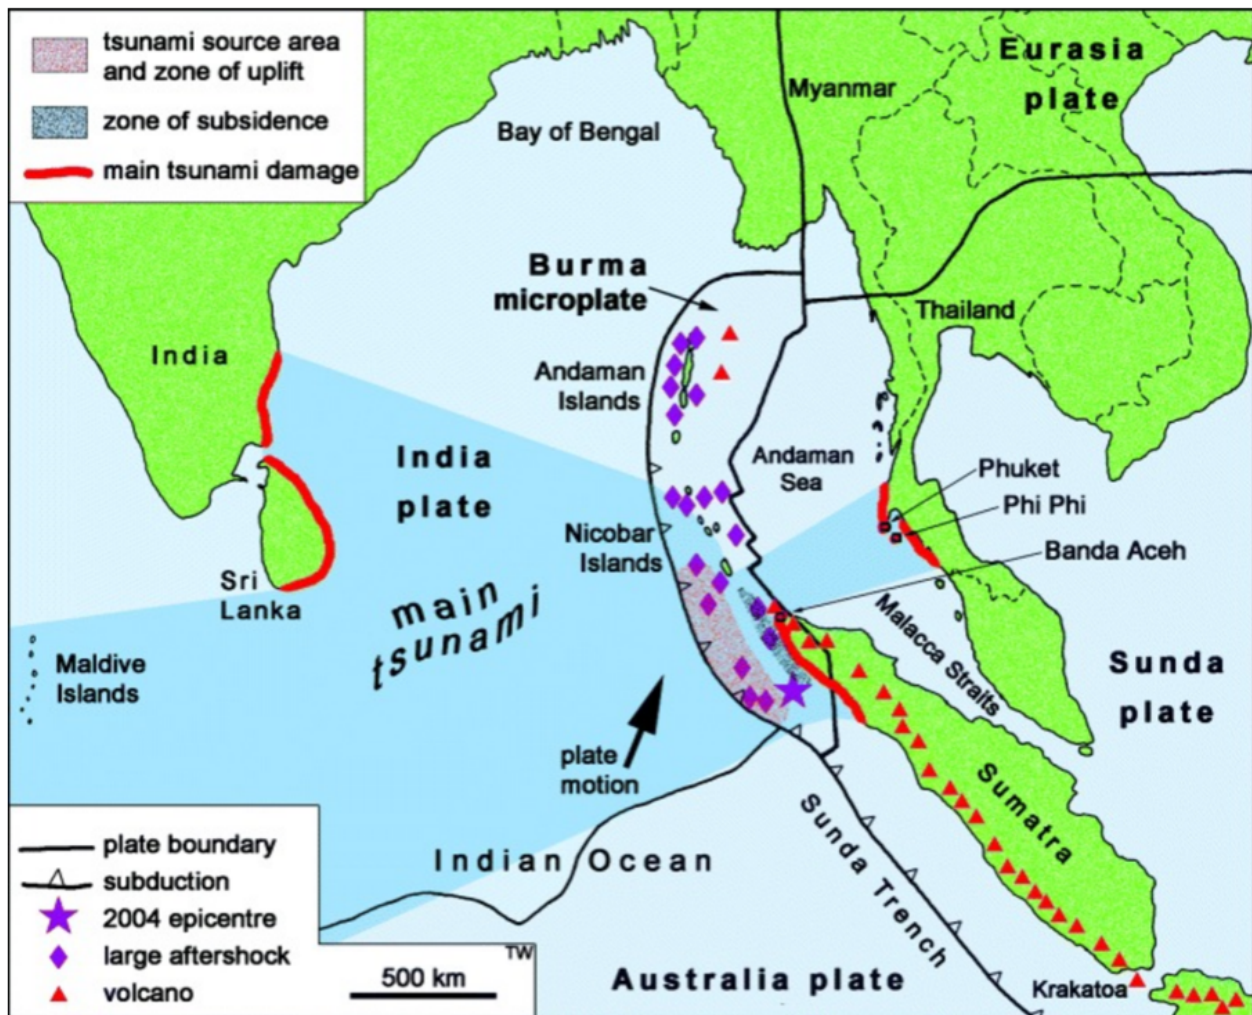 tsunami source area
and zone of uplift
zone of subsidence
main tsunami damage
Eurasia
plate
Myanmar
Bay of Bengal
Burma
microplate
Thailand
India
Andaman
Islands
India
plate
Andaman
Sea
Phuket
Phi Phi
Nicobar
Islands
Banda Aceh
Sri
Lanka
main
tsunami
Malacca Straits
Maldive
Islands
Sunda
plate
plate
motion
Sumatra
Sunda Trench
Indian Ocean
plate boundary
subduction
2004 epicentre
large aftershock
volcano
TW
500 km
Australia plate
Krakatoa